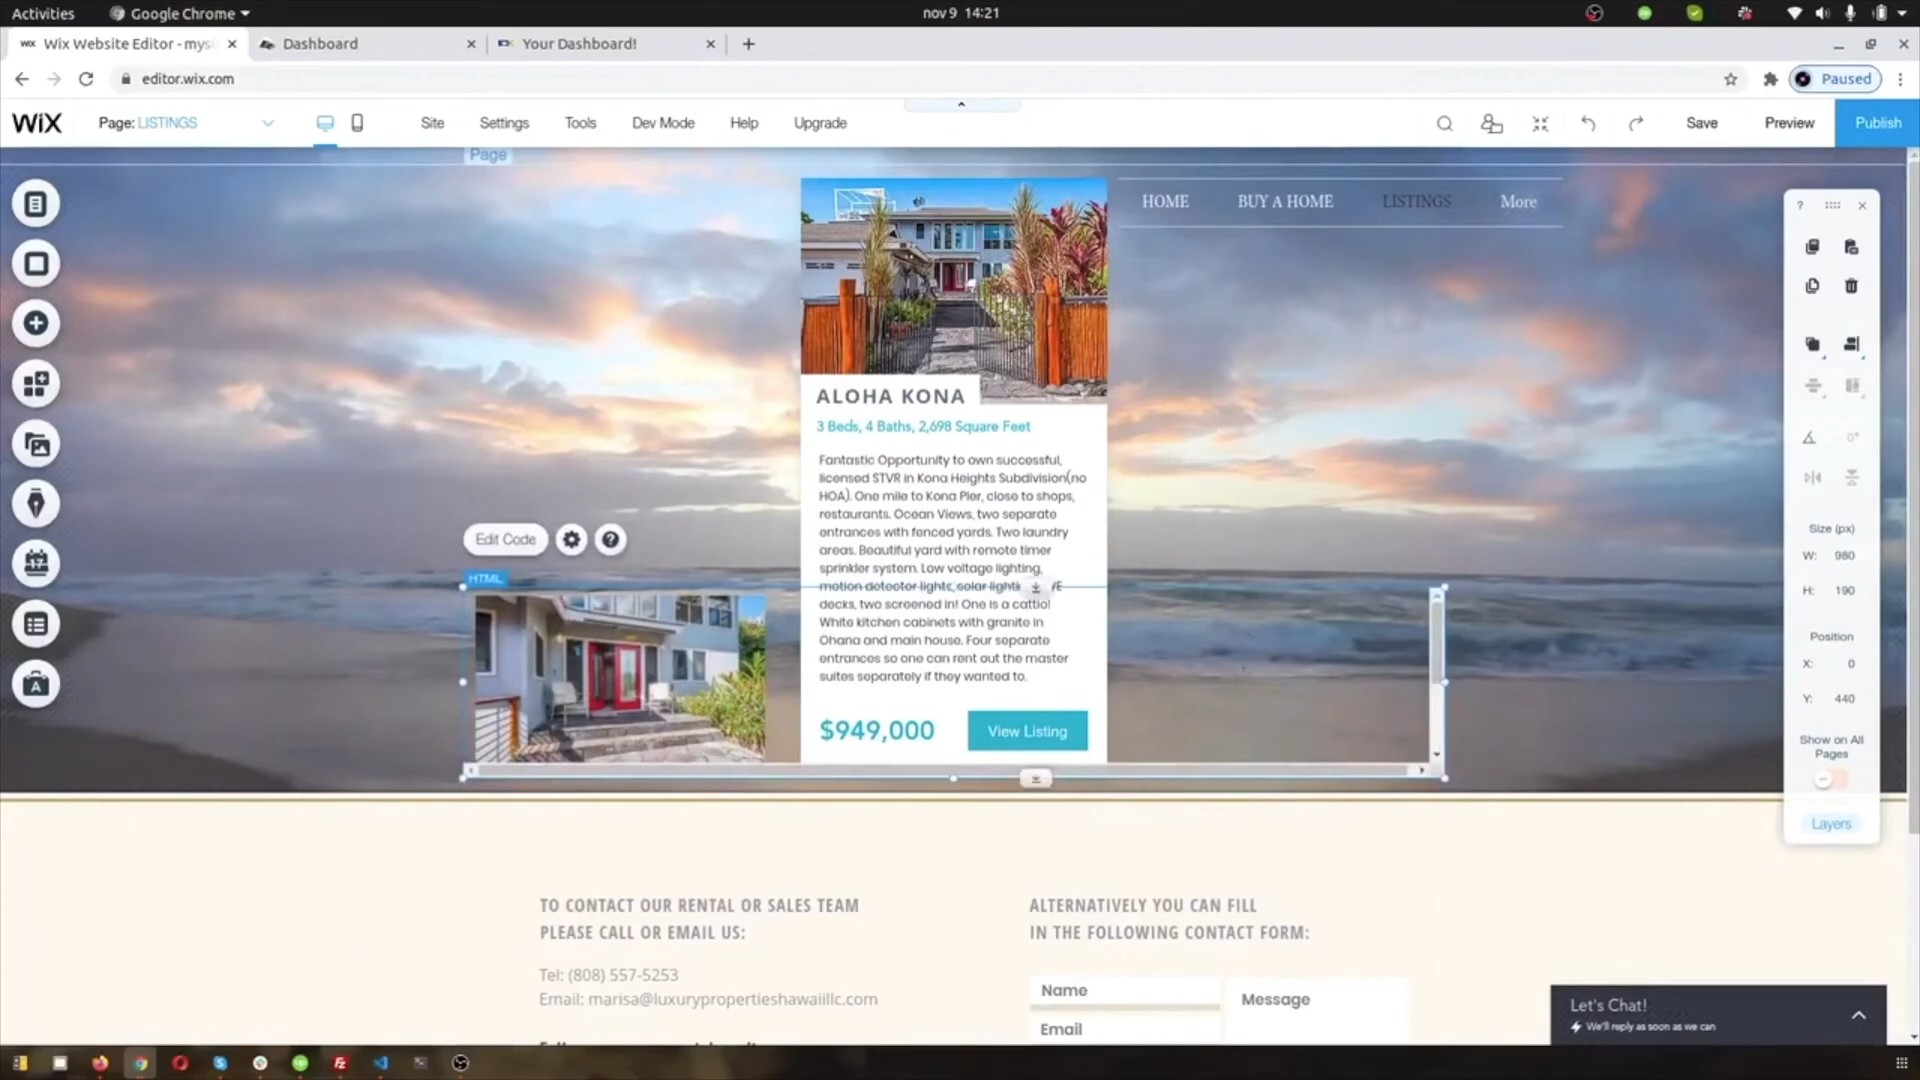 Activities
Google Chrome
nov 9 14:21
Wix Website Editor - mysi
Dashboard
Your Dashboard!
editor.wix.com
Paused
WiX
Page: LISTINGS
Site
Settings
Tools
Dev Mode
Help
Upgrade
Save
Preview
Publish
Page
HOME
BUY A HOME
LISTINGS
More
ALOHA KONA
3 Beds, 4 Baths, 2,698 Square Feet
Fantastic Opportunity to own successful,
licensed STVR in Kona Heights Subdivision(no
HOA). One mile to Kona Pier, close to shops,
restaurants. Ocean Views, two separate
entrances with fenced yards. Two laundry
areas. Beautiful yard with remote timer
sprinkler system. Low voltage lighting,
motion detector lights, solar lighti
decks, two screened in! One is a cattio!
White kitchen cabinets with granite in
Ohana and main house. Four separate
entrances so one can rent out the master
suites separately if they wanted to.
$949,000
View Listing
Edit Code
?
HTML
17
A
?
0°
Size (px)
W: 980
H: 190
Position
X: 0
Y: 440
Show on All
Pages
Layers
TO CONTACT OUR RENTAL OR SALES TEAM
PLEASE CALL OR EMAIL US:
Tel: (808) 557-5253
Email: marisa@luxurypropertieshawaiillc.com
ALTERNATIVELY YOU CAN FILL
IN THE FOLLOWING CONTACT FORM:
Name
Message
Email
Let's Chat!
We'll reply as soon as we can